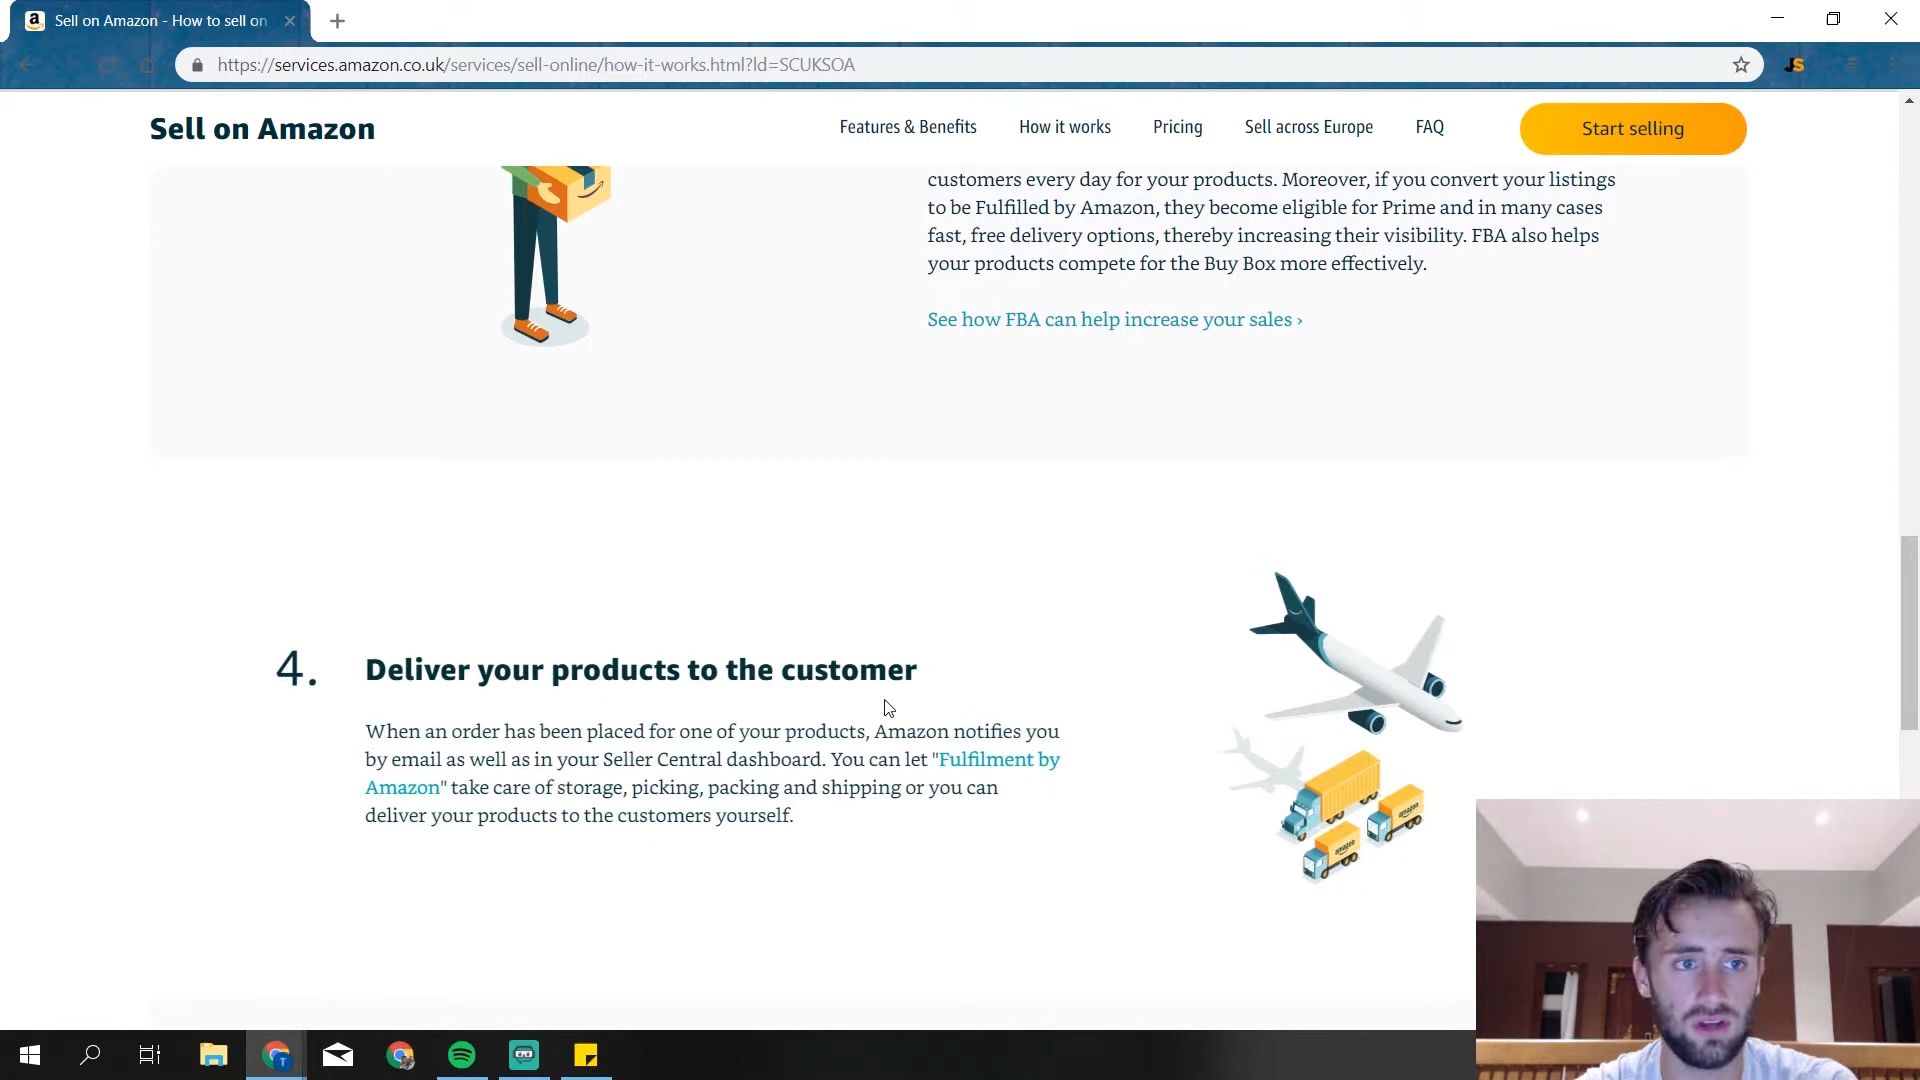 Sell on Amazon - How to sell on
https://services.amazon.co.uk/services/sell-online/how-it-works.html?ld=SCUKSOA
JS
Sell on Amazon
Features & Benefits
How it works
Pricing
Sell across Europe
FAQ
Start selling
customers every day for your products. Moreover, if you convert your listings
to be Fulfilled by Amazon, they become eligible for Prime and in many cases
fast, free delivery options, thereby increasing their visibility. FBA also helps
your products compete for the Buy Box more effectively.
See how FBA can help increase your sales ›
4. Deliver your products to the customer
When an order has been placed for one of your products, Amazon notifies you
by email as well as in your Seller Central dashboard. You can let "Fulfilment by
Amazon" take care of storage, picking, packing and shipping or you can
deliver your products to the customers yourself.
amazon
amazon
T